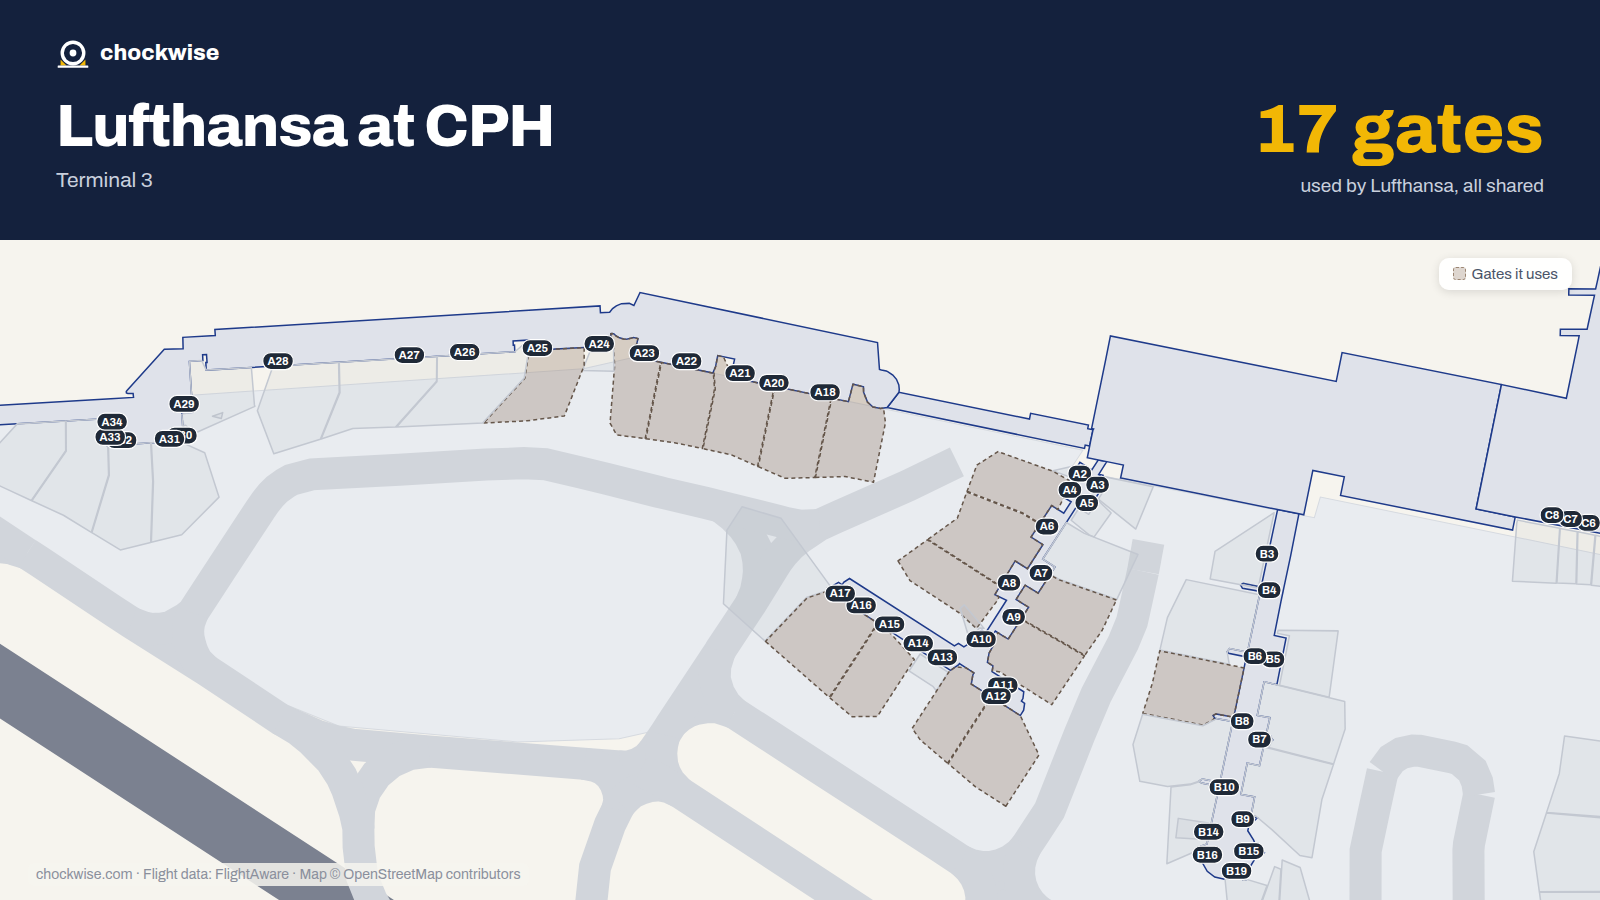 chockwise
Lufthansa at CPH
Terminal 3
17 gates
used by Lufthansa, all shared
Gates it uses
A28
A27
A26
A25
A24
A23
A22
A21
A20
A18
A29
A34
A33
A31
A2
A3
A4
A5
A6
A7
A8
A9
A10
A11
A12
A13
A14
A15
A16
A17
B3
B4
B6
B5
B8
B7
B10
B9
B14
B15
B16
B19
C8
C7
C6
chockwise.com · Flight data: FlightAware · Map © OpenStreetMap contributors